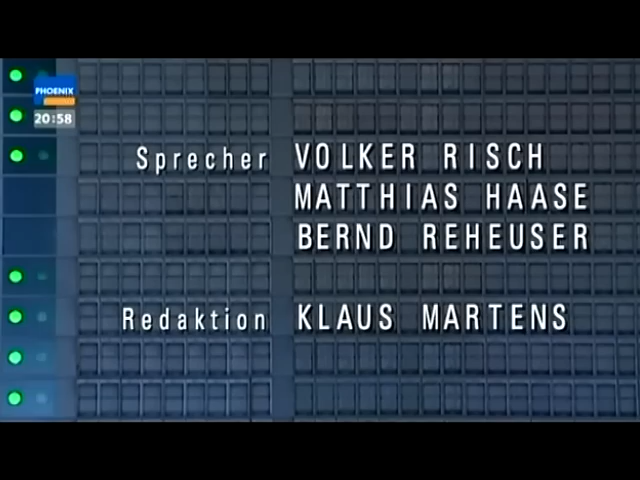 PHOENIX
20:58
Sprecher VOLKER RISCH
MATTHIAS HAASE
BERND REHEUSER
Redaktion KLAUS MARTENS